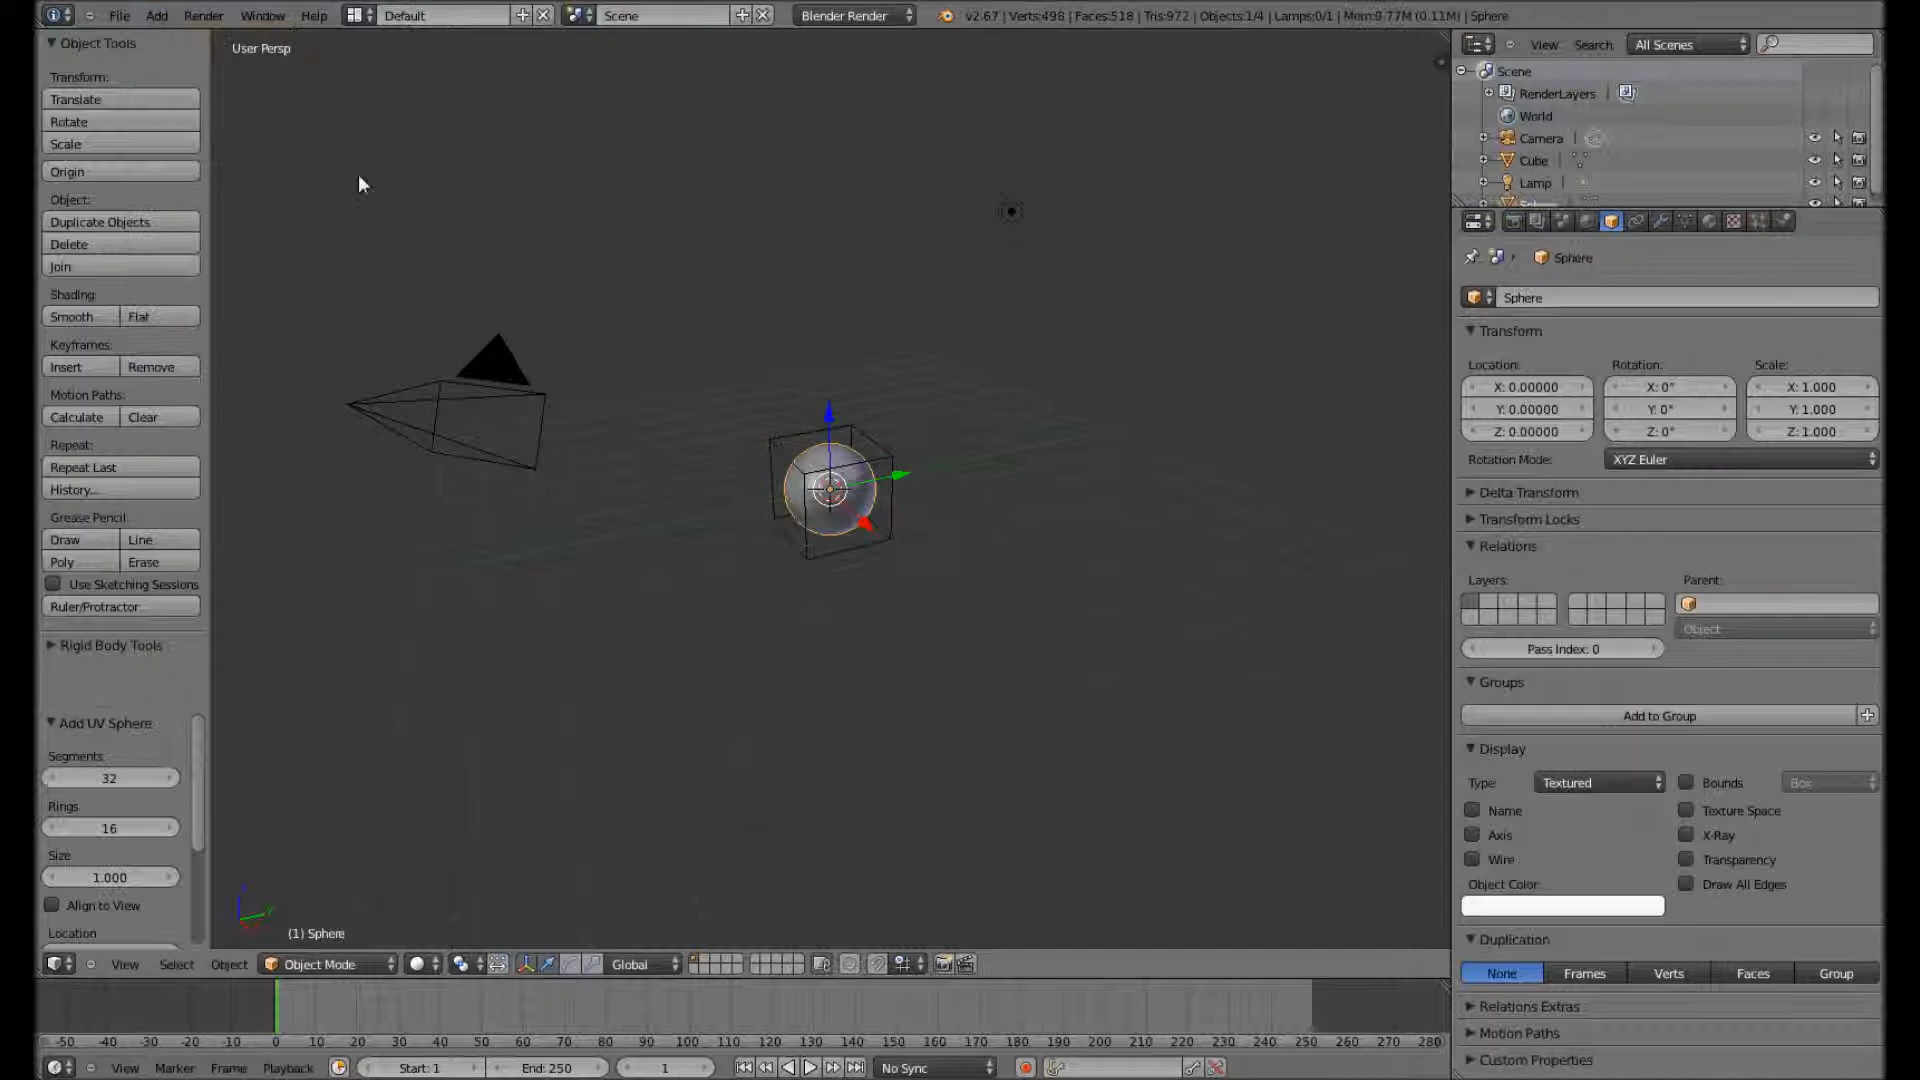 File Add Render Window Help Default Scene Blender Render v2.67 | Verts:498 | Faces:518 | Tris:972 | Objects:1/4 | Lamps:0/1 | Mem:9.77M (0.11M) | Sphere
Object Tools
Transform:
Translate
Rotate
Scale
Origin
Object:
Duplicate Objects
Delete
Join
Shading:
Smooth Flat
Keyframes:
Insert Remove
Motion Paths:
Calculate Clear
Repeat:
Repeat Last
History...
Grease Pencil:
Draw Line
Poly Erase
Use Sketching Sessions
Ruler/Protractor
Rigid Body Tools
Add UV Sphere
Segments
32
Rings
16
Size
1.000
Align to View
Location
User Persp
(1) Sphere
View Select Object Object Mode Global
-50 -40 -30 -20 -10 0 10 20 30 40 50 60 70 80 90 100 110 120 130 140 150 160 170 180 190 200 210 220 230 240 250 260 270 280
View Marker Frame Playback Start: 1 End: 250 1 No Sync
View Search All Scenes
Scene
RenderLayers
World
Camera
Cube
Lamp
Sphere
Sphere
Transform
Location: Rotation: Scale:
X: 0.00000 X: 0° X: 1.000
Y: 0.00000 Y: 0° Y: 1.000
Z: 0.00000 Z: 0° Z: 1.000
Rotation Mode: XYZ Euler
Delta Transform
Transform Locks
Relations
Layers: Parent:
Object
Pass Index: 0
Groups
Add to Group
Display
Type: Textured Bounds Box
Name Texture Space
Axis X-Ray
Wire Transparency
Object Color: Draw All Edges
Duplication
None Frames Verts Faces Group
Relations Extras
Motion Paths
Custom Properties